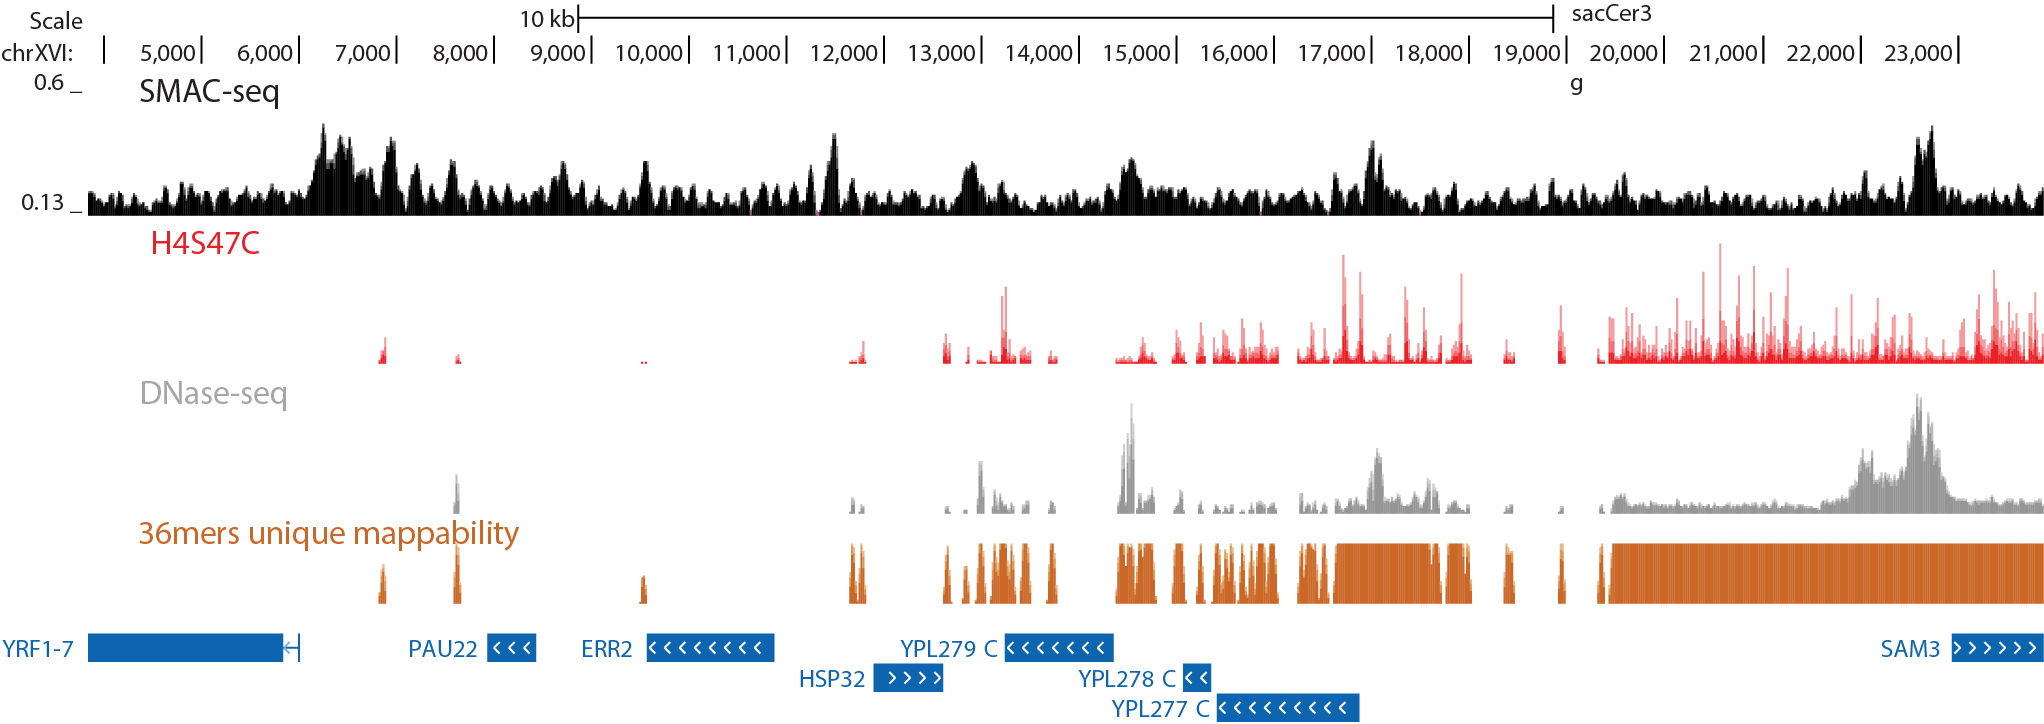 Scale 10 kb sacCer3
chrXVI: 5,000 6,000 7,000 8,000 9,000 10,000 11,000 12,000 13,000 14,000 15,000 16,000 17,000 18,000 19,000 20,000 21,000 22,000 23,000
0.6 _ SMAC-seq g
0.13 _
H4S47C
DNase-seq
36mers unique mappability
YRF1-7 PAU22 ERR2 YPL279 C SAM3
HSP32 YPL278 C
YPL277 C